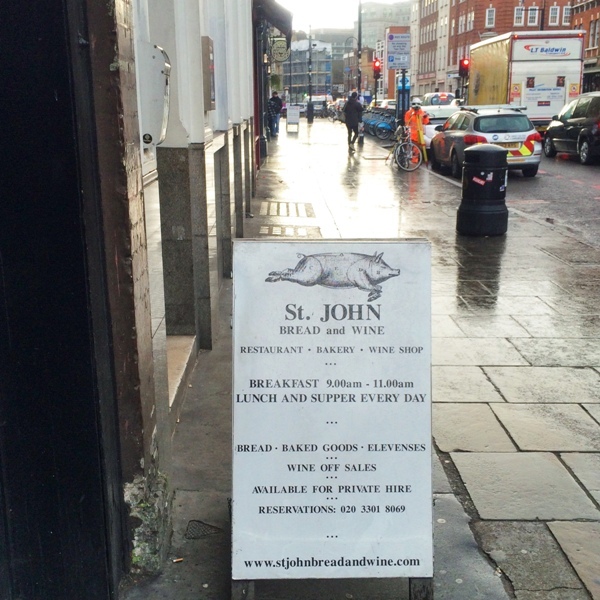 LT Baldwin
St. JOHN
BREAD and WINE
RESTAURANT • BAKERY • WINE SHOP
...
BREAKFAST 9.00am - 11.00am
LUNCH AND SUPPER EVERY DAY
...
BREAD · BAKED GOODS · ELEVENSES
...
WINE OFF SALES
...
AVAILABLE FOR PRIVATE HIRE
...
RESERVATIONS: 020 3301 8069
...
www.stjohnbreadandwine.com